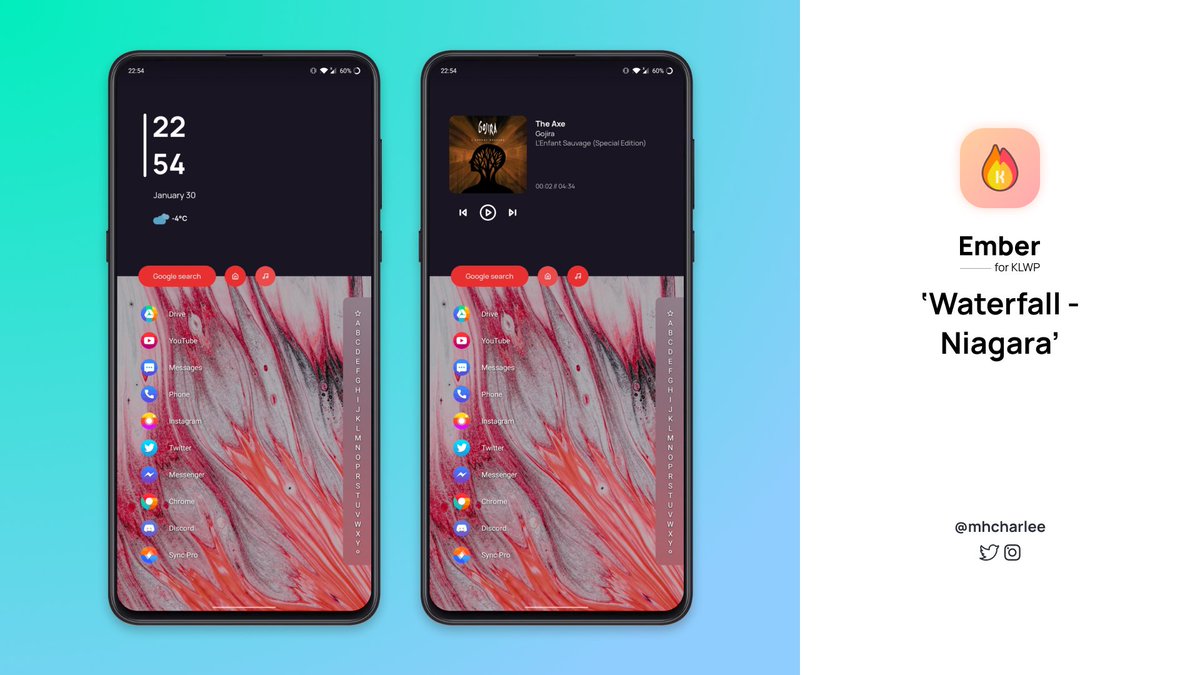 22:54
60%
22
54
January 30
-4°C
Google search
Drive
YouTube
Messages
Phone
Instagram
Twitter
Messenger
Chrome
Discord
Sync Pro
A
B
C
D
E
F
G
H
I
J
K
L
M
N
O
P
Q
R
S
T
U
V
W
X
Y
22:54
60%
GOJIRA
L'ENFANT SAUVAGE
The Axe
Gojira
L'Enfant Sauvage (Special Edition)
00:02 // 04:34
Google search
Drive
YouTube
Messages
Phone
Instagram
Twitter
Messenger
Chrome
Discord
Sync Pro
A
B
C
D
E
F
G
H
I
J
K
L
M
N
O
P
Q
R
S
T
U
V
W
X
Y
K
Ember
for KLWP
‘Waterfall -
Niagara’
@mhcharlee